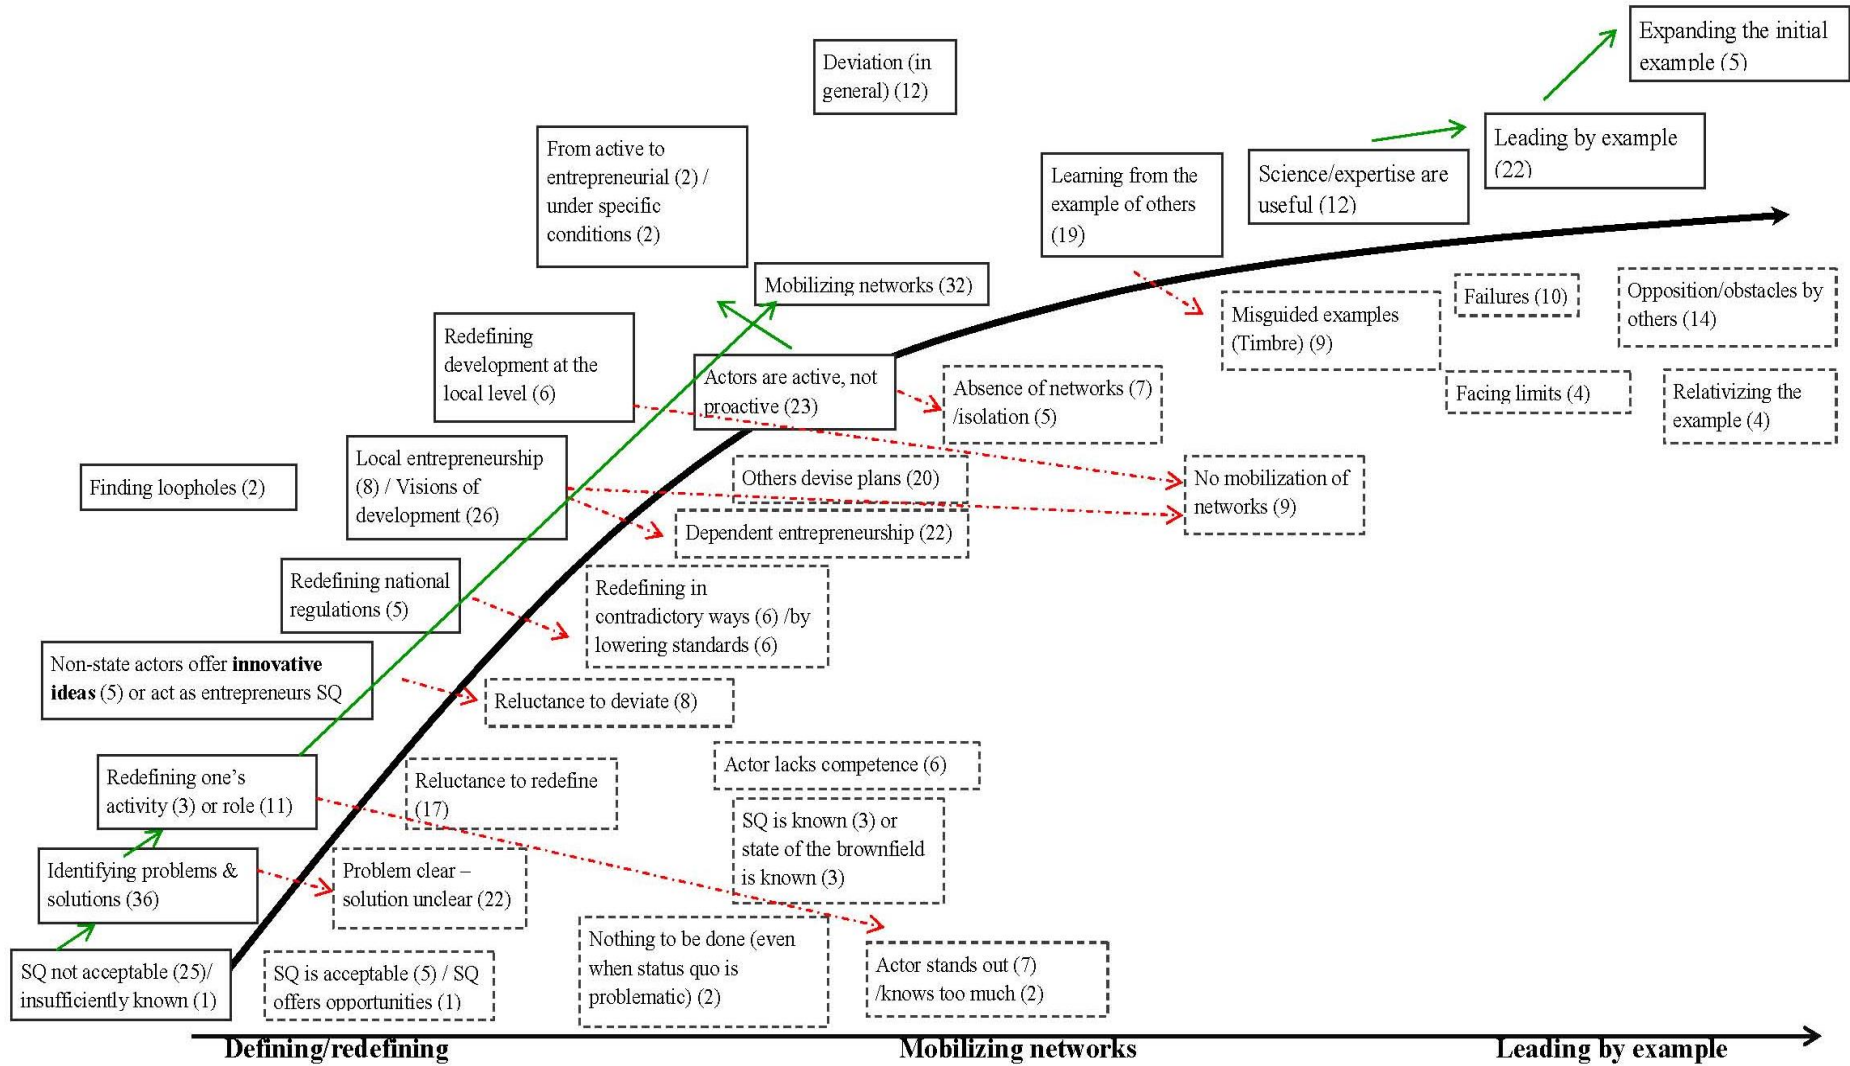 Expanding the initial
example (5)
Deviation (in
general) (12)
Leading by example
(22)
From active to
entrepreneurial (2) /
under specific
conditions (2)
Learning from the
example of others
(19)
Science/expertise are
useful (12)
Mobilizing networks (32)
Misguided examples
(Timbre) (9)
Failures (10)
Opposition/obstacles by
others (14)
Redefining
development at the
local level (6)
Actors are active, not
proactive (23)
Absence of networks (7)
/isolation (5)
Facing limits (4)
Relativizing the
example (4)
Finding loopholes (2)
Local entrepreneurship
(8) / Visions of
development (26)
Others devise plans (20)
No mobilization of
networks (9)
Dependent entrepreneurship (22)
Redefining national
regulations (5)
Redefining in
contradictory ways (6) /by
lowering standards (6)
Non-state actors offer innovative
ideas (5) or act as entrepreneurs SQ
Reluctance to deviate (8)
Redefining one’s
activity (3) or role (11)
Reluctance to redefine
(17)
Actor lacks competence (6)
SQ is known (3) or
state of the brownfield
is known (3)
Identifying problems &
solutions (36)
Problem clear –
solution unclear (22)
SQ not acceptable (25)/
insufficiently known (1)
SQ is acceptable (5) / SQ
offers opportunities (1)
Nothing to be done (even
when status quo is
problematic) (2)
Actor stands out (7)
/knows too much (2)
Defining/redefining
Mobilizing networks
Leading by example